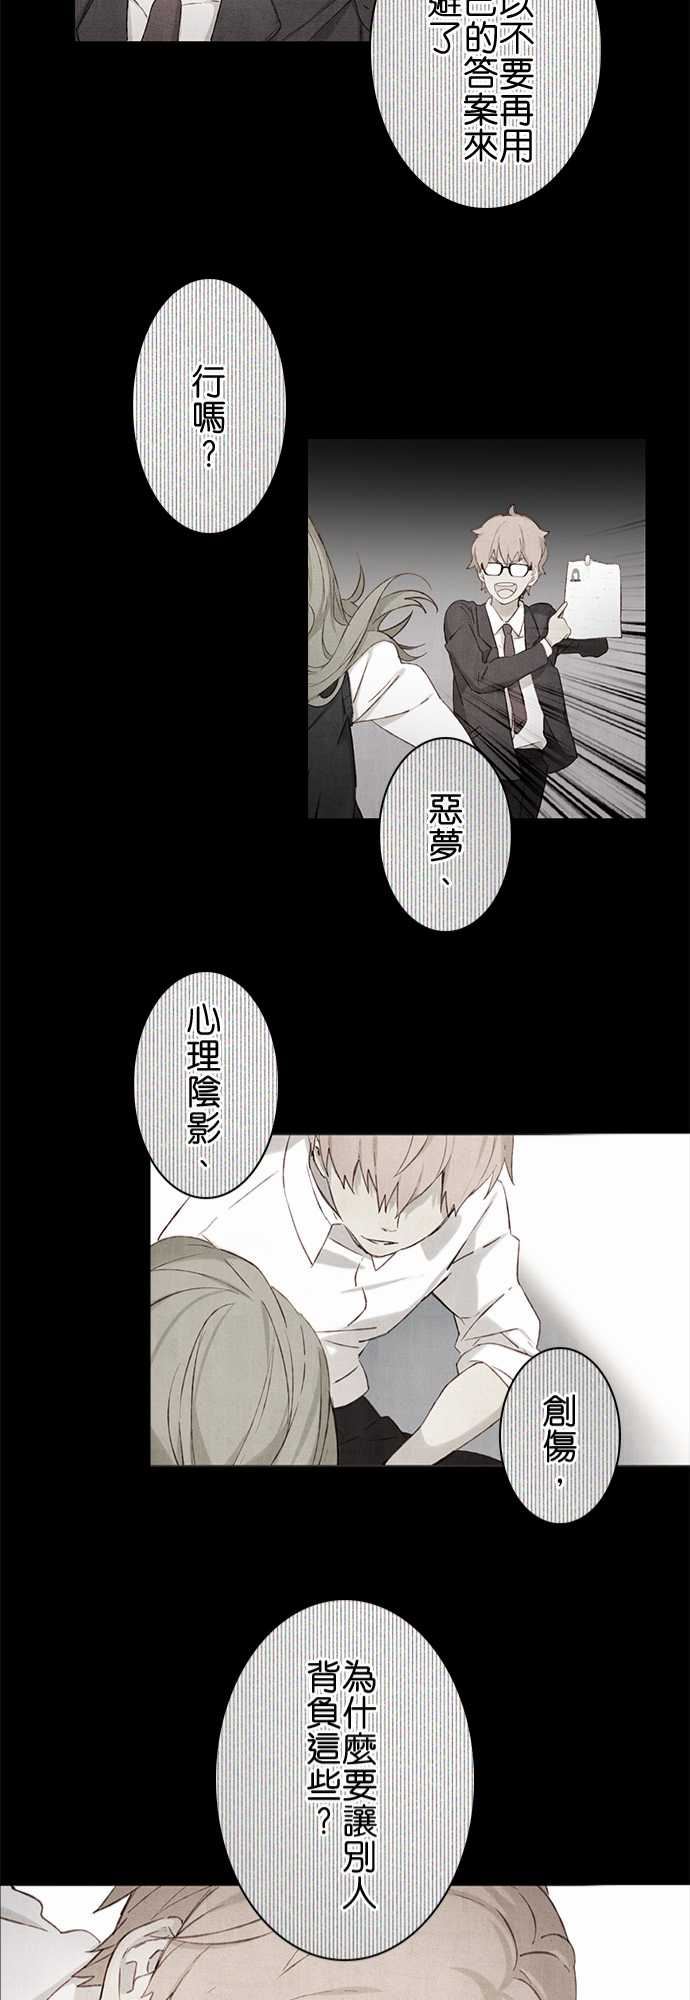 以不要再用
己的答案來
避了
行嗎？
惡夢、
心理陰影、
創傷，
為什麼要讓別人
背負這些？